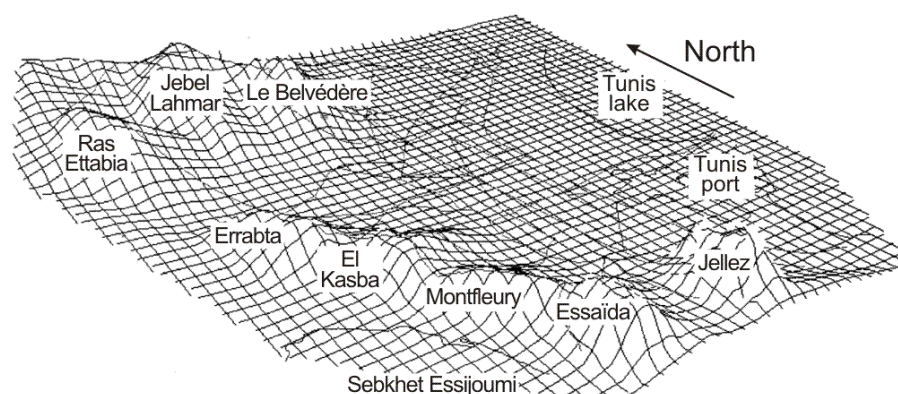 North
Jebel
Lahmar
Le Belvédère
Tunis
lake
Ras
Ettabia
Tunis
port
Errabta
El
Kasba
Jellez
Montfleury
Essaïda
Sebkhet Essijoumi